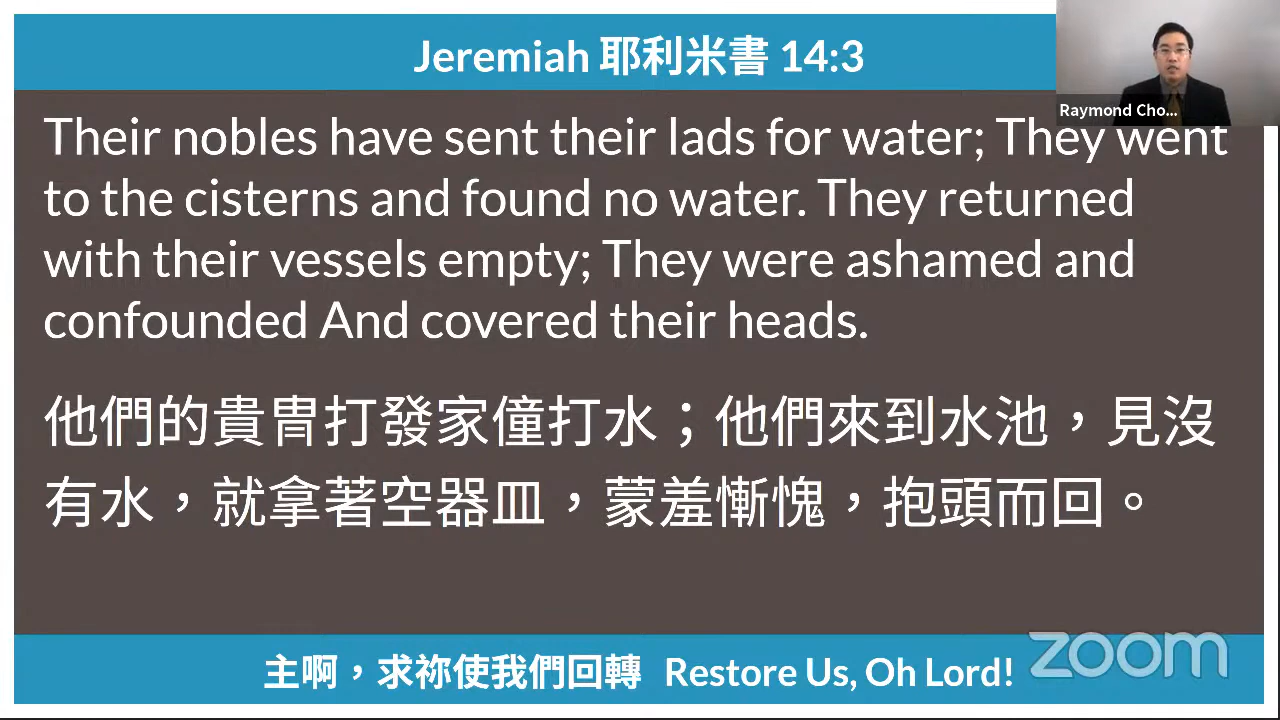 Jeremiah 耶利米書 14:3
Raymond Cho...
Their nobles have sent their lads for water; They went
to the cisterns and found no water. They returned
with their vessels empty; They were ashamed and
confounded And covered their heads.
他們的貴胄打發家僮打水；他們來到水池，見沒
有水，就拿著空器皿，蒙羞慚愧，抱頭而回。
主啊，求祢使我們回轉 Restore Us, Oh Lord!
zoom